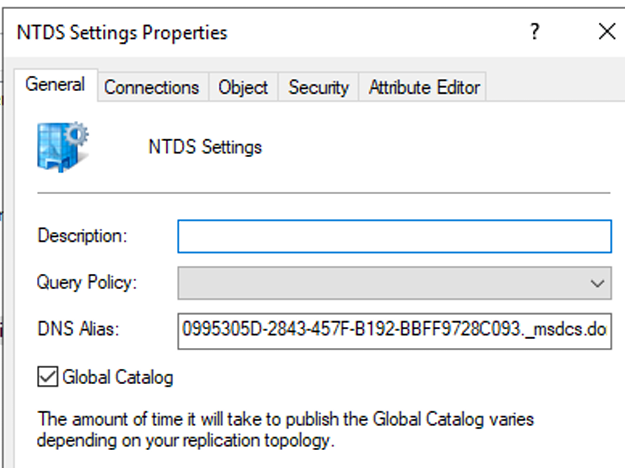 NTDS Settings Properties
General Connections Object Security Attribute Editor
NTDS Settings
Description:
Query Policy:
DNS Alias: 0995305D-2843-457F-B192-BBFF9728C093._msdcs.do
Global Catalog
The amount of time it will take to publish the Global Catalog varies
depending on your replication topology.